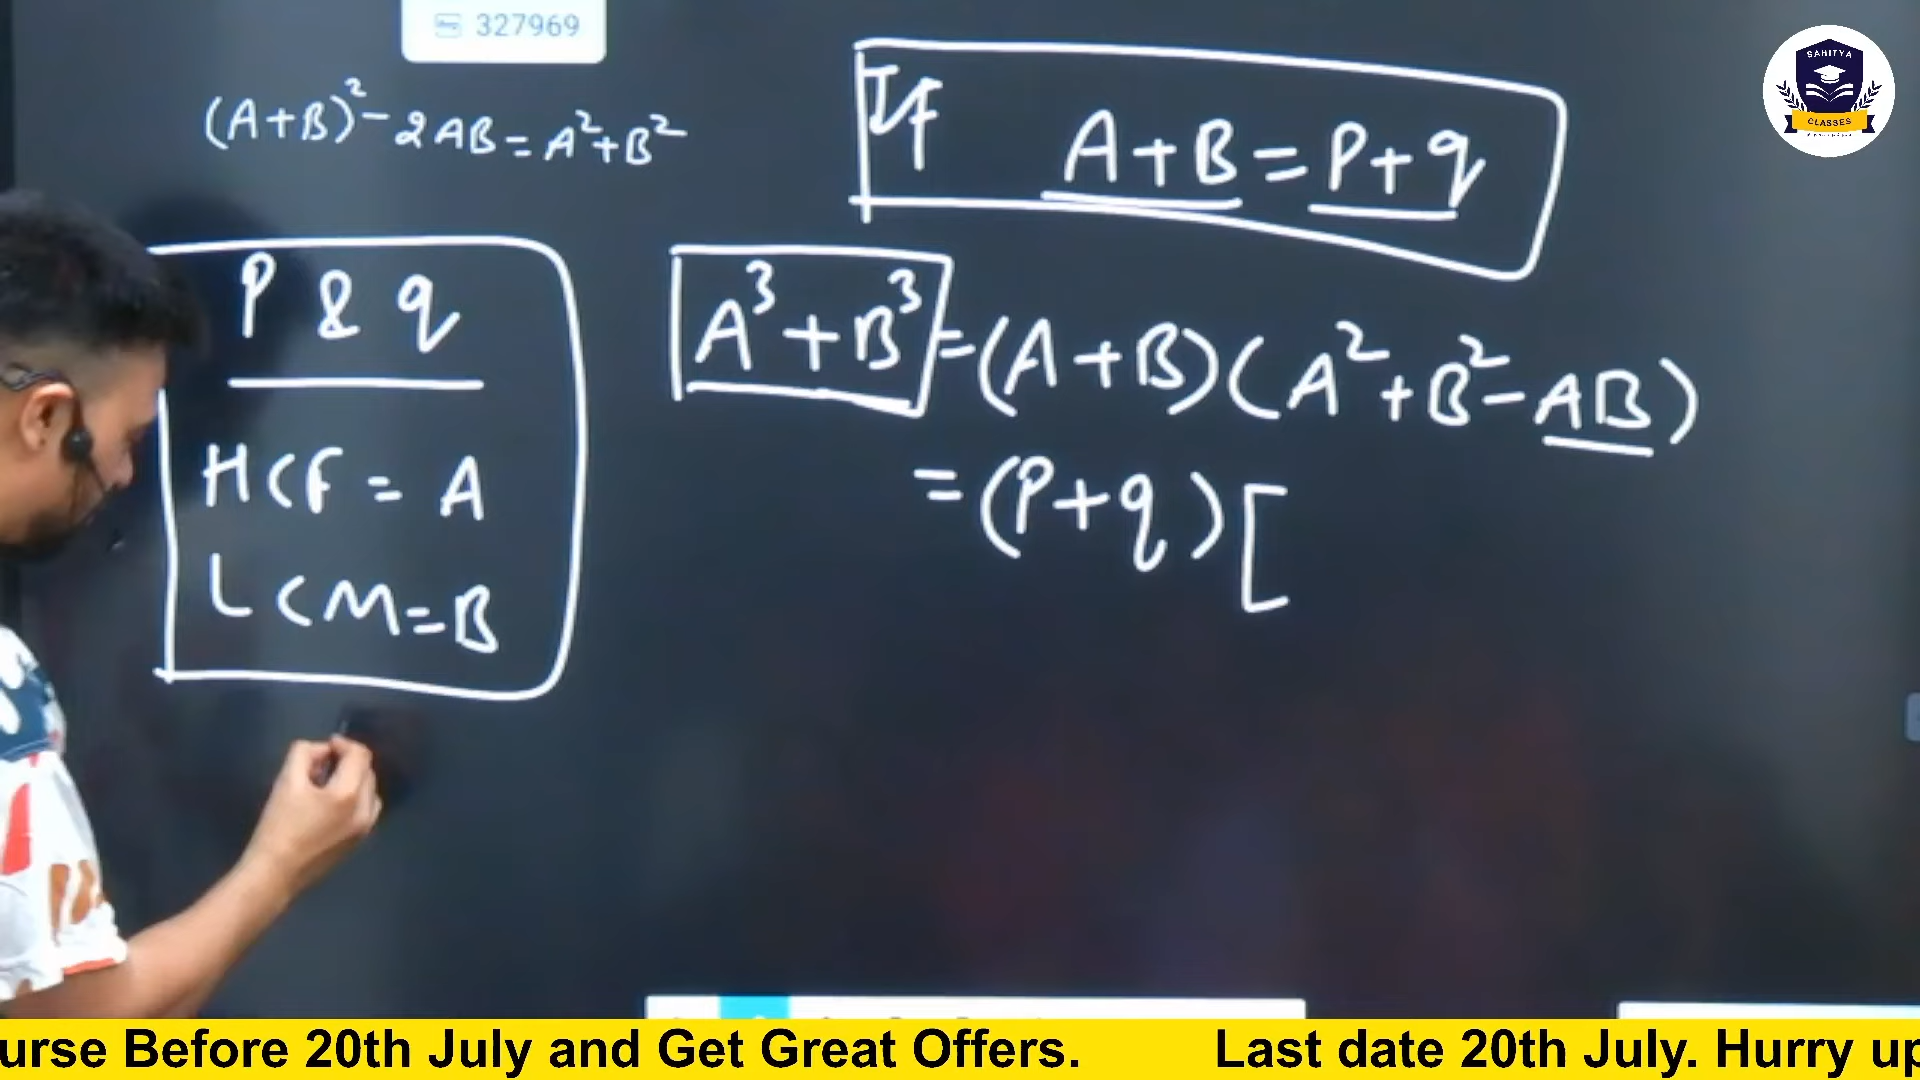 327969
SAHITYA
CLASSES
(A+B)² - 2AB = A² + B²
If A + B = P + q
P & q
HCF = A
LCM = B
A³ + B³ = (A + B) (A² + B² - AB)
= (P + q) [
urse Before 20th July and Get Great Offers. Last date 20th July. Hurry up